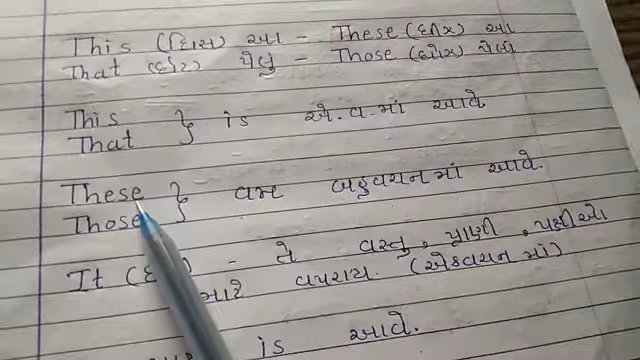 This (ધિસ) આ - These (ધીઝ) આ
That (ધેટ) પેલું - Those (ધોઝ) પેલાં
This
That } is એ.વ.માં આવે.
These
Those } બહુવચનમાં આવે.
It ( - તે વસ્તુ, પ્રાણી, પક્ષીઓ
માટે વપરાય. (એકવચનમાં)
is આવે.